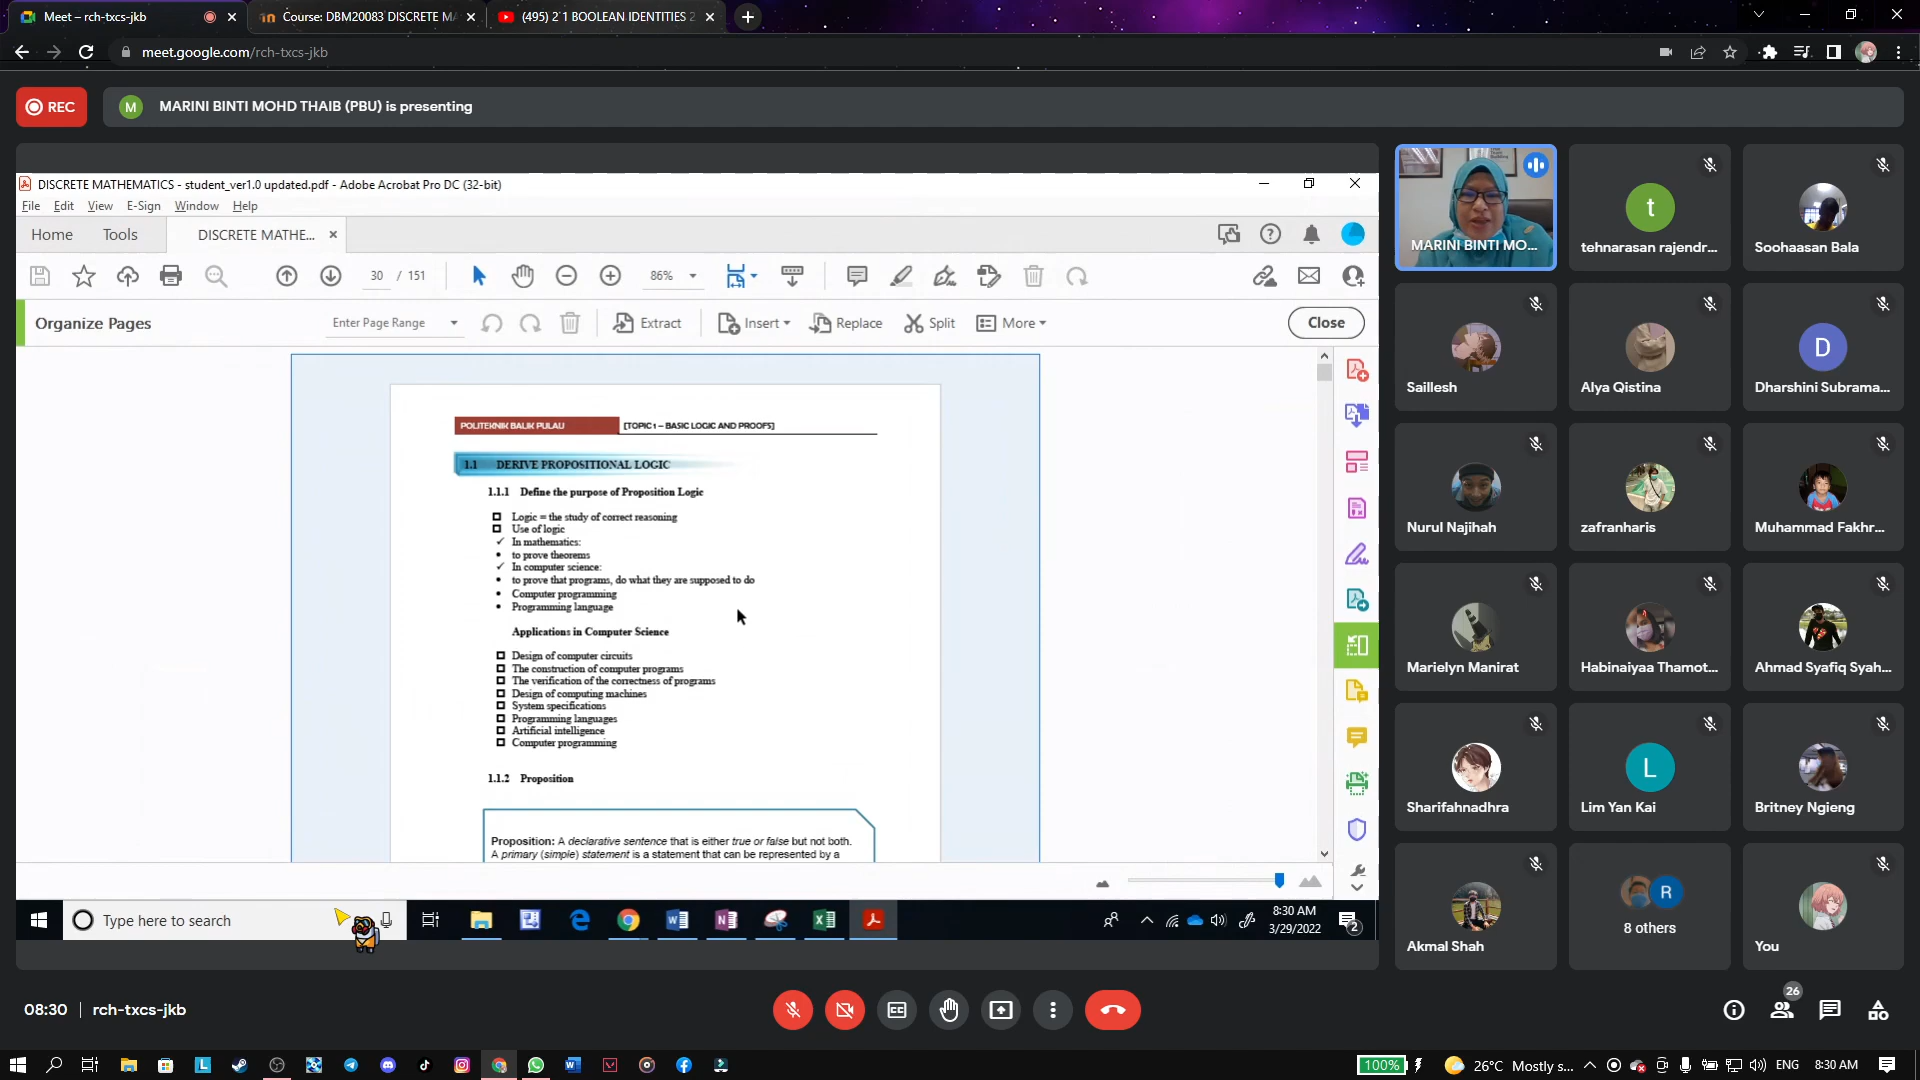 Meet – rch-txcs-jkb
Course: DBM20083 DISCRETE MA
(495) 2 1 BOOLEAN IDENTITIES 2
meet.google.com/rch-txcs-jkb
REC
M
MARINI BINTI MOHD THAIB (PBU) is presenting
DISCRETE MATHEMATICS - student_ver1.0 updated.pdf - Adobe Acrobat Pro DC (32-bit)
File Edit View E-Sign Window Help
Home Tools DISCRETE MATHE...
30 / 151
86%
Organize Pages
Enter Page Range
Extract
Insert
Replace
Split
More
Close
POLITEKNIK BALIK PULAU
[TOPIC 1 – BASIC LOGIC AND PROOFS]
1.1 DERIVE PROPOSITIONAL LOGIC
1.1.1 Define the purpose of Proposition Logic
Logic = the study of correct reasoning
Use of logic
In mathematics:
to prove theorems
In computer science:
to prove that programs, do what they are supposed to do
Computer programming
Programming language
Applications in Computer Science
Design of computer circuits
The construction of computer programs
The verification of the correctness of programs
Design of computing machines
System specifications
Programming languages
Artificial intelligence
Computer programming
1.1.2 Proposition
Proposition: A declarative sentence that is either true or false but not both.
A primary (simple) statement is a statement that can be represented by a
Type here to search
8:30 AM
3/29/2022
2
MARINI BINTI MO...
t
tehnarasan rajendr...
Soohaasan Bala
Saillesh
Alya Qistina
D
Dharshini Subrama...
Nurul Najihah
zafranharis
Muhammad Fakhr...
Marielyn Manirat
Habinaiyaa Thamot...
Ahmad Syafiq Syah...
Sharifahnadhra
L
Lim Yan Kai
Britney Ngieng
Akmal Shah
R
8 others
You
08:30 | rch-txcs-jkb
26
100%
26°C Mostly s...
ENG
8:30 AM